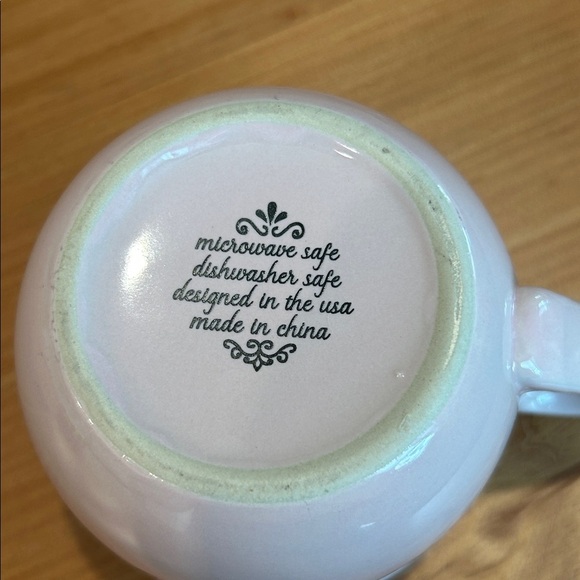 microwave safe
dishwasher safe
designed in the usa
made in china